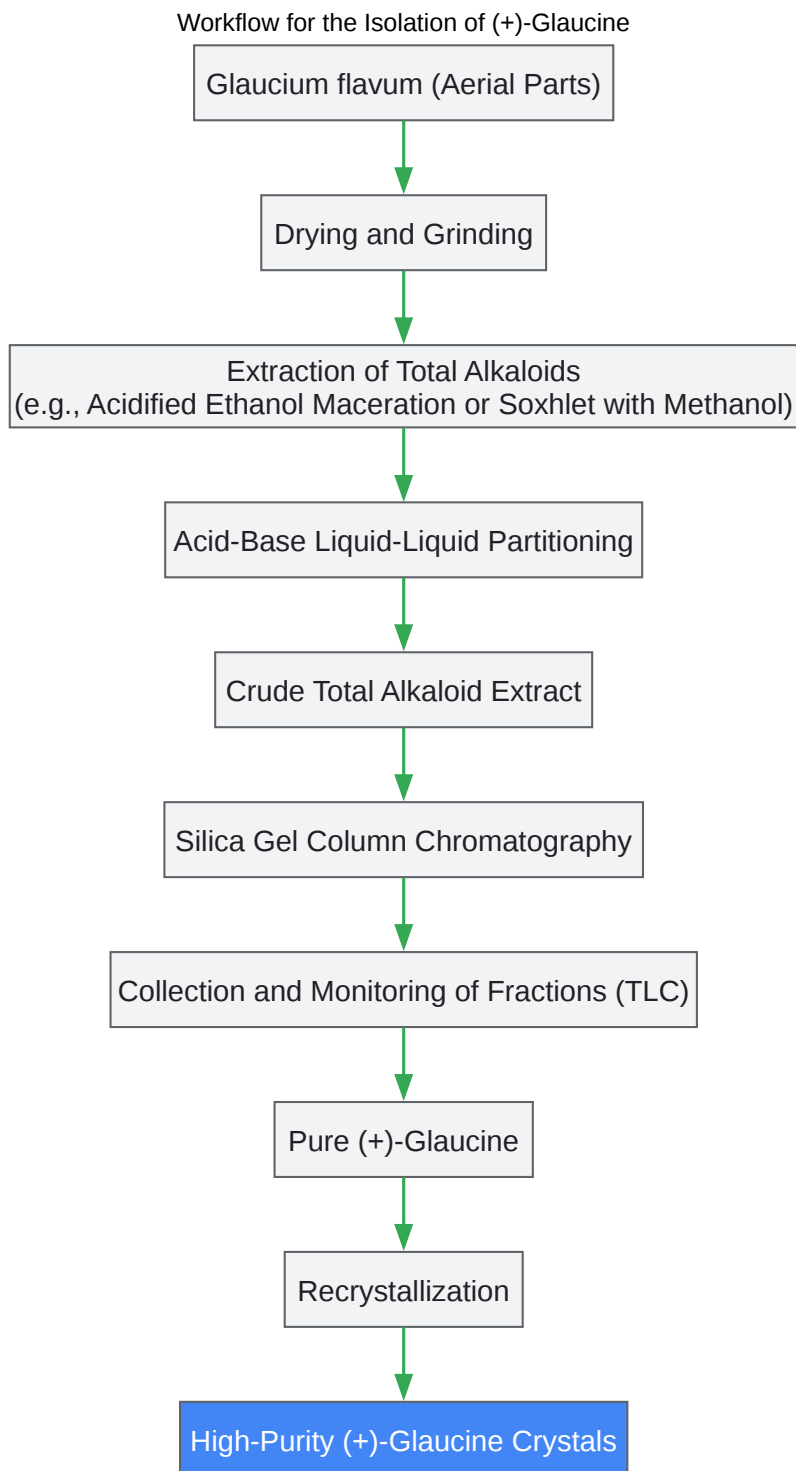 Workflow for the Isolation of (+)-Glaucine
Glaucium flavum (Aerial Parts)
Drying and Grinding
Extraction of Total Alkaloids
(e.g., Acidified Ethanol Maceration or Soxhlet with Methanol)
Acid-Base Liquid-Liquid Partitioning
Crude Total Alkaloid Extract
Silica Gel Column Chromatography
Collection and Monitoring of Fractions (TLC)
Pure (+)-Glaucine
Recrystallization
High-Purity (+)-Glaucine Crystals